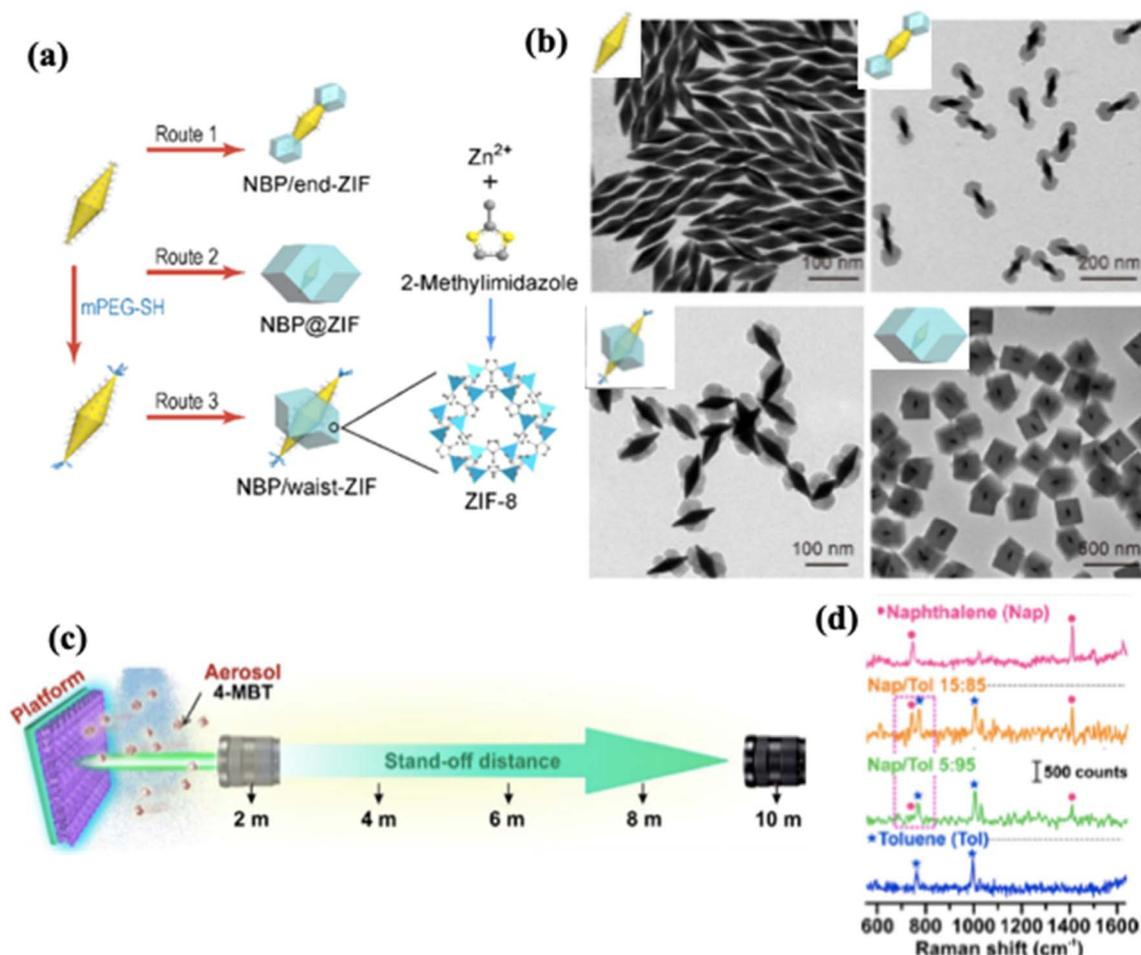 (a)
Route 1
NBP/end-ZIF
Route 2
NBP@ZIF
mPEG-SH
Route 3
NBP/waist-ZIF
Zn2+
+
2-Methylimidazole
ZIF-8
(b)
100 nm
200 nm
100 nm
500 nm
(c)
Platform
Aerosol
4-MBT
Stand-off distance
2 m
4 m
6 m
8 m
10 m
(d)
Naphthalene (Nap)
Nap/Tol 15:85
Nap/Tol 5:95
500 counts
Toluene (Tol)
600 800 1000 1200 1400 1600
Raman shift (cm-1)